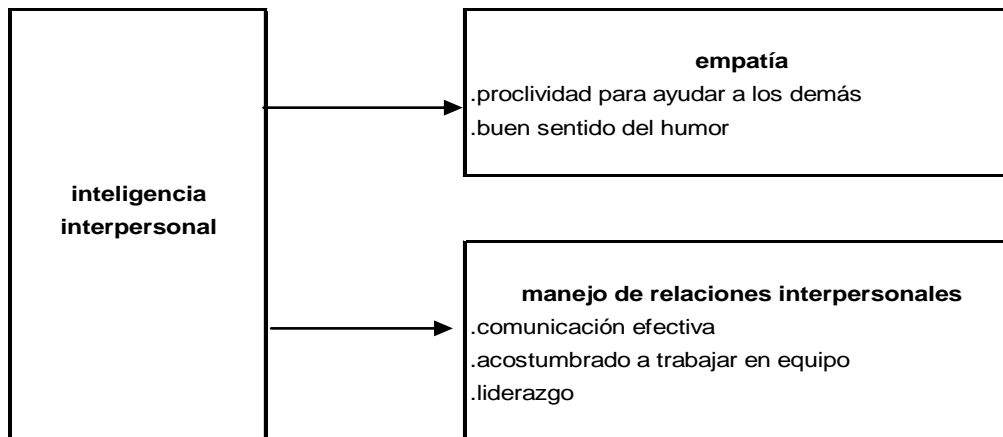 inteligencia
interpersonal
empatía
.proclividad para ayudar a los demás
.buen sentido del humor
manejo de relaciones interpersonales
.comunicación efectiva
.acostumbrado a trabajar en equipo
.liderazgo